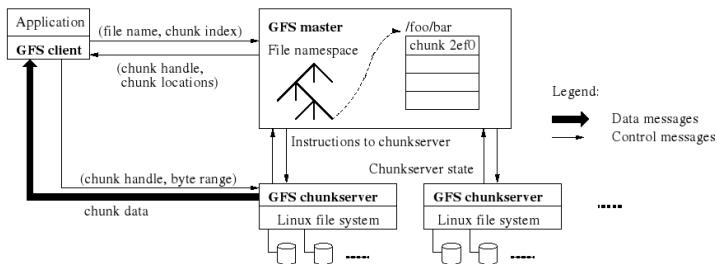 Application
GFS client
(file name, chunk index)
(chunk handle,
chunk locations)
GFS master
File namespace
/foo/bar
chunk 2ef0
Legend:
Data messages
Control messages
Instructions to chunkserver
Chunkserver state
(chunk handle, byte range)
chunk data
GFS chunkserver
Linux file system
GFS chunkserver
Linux file system